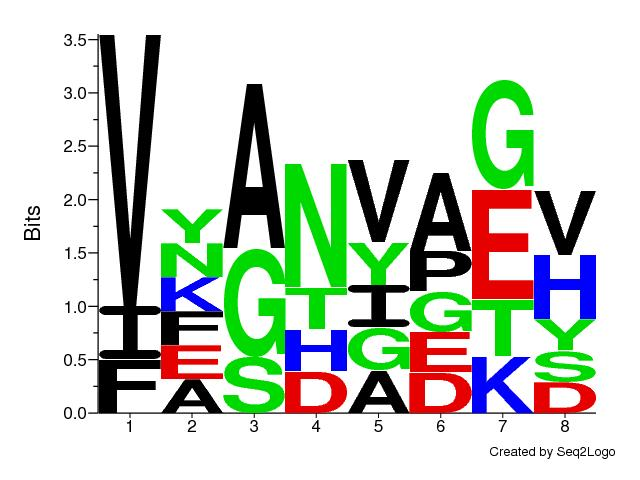 3.5
3.0
2.5
2.0
1.5
1.0
0.5
0.0
Bits
V
I
F
Y
N
K
F
E
A
A
G
S
N
T
H
D
V
Y
I
G
A
A
P
G
E
D
G
E
T
K
V
H
Y
S
D
1 2 3 4 5 6 7 8
Created by Seq2Logo